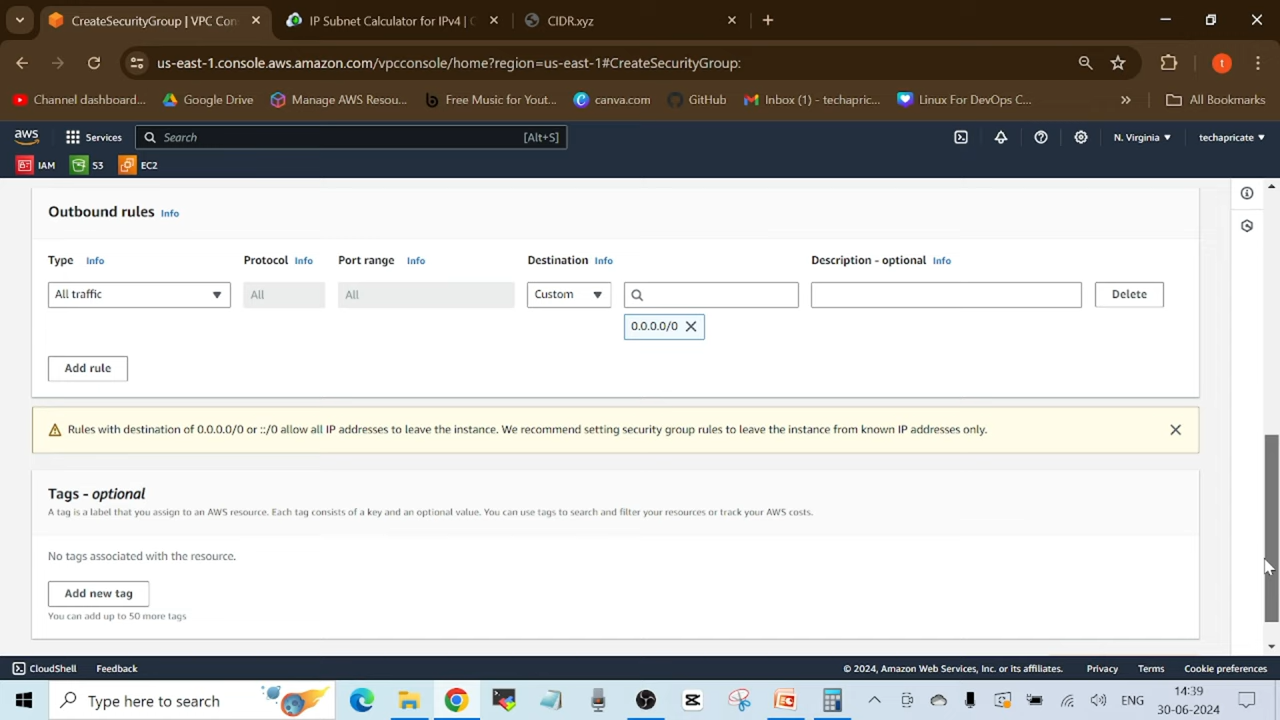 CreateSecurityGroup | VPC Con
IP Subnet Calculator for IPv4 | C
CIDR.xyz
us-east-1.console.aws.amazon.com/vpcconsole/home?region=us-east-1#CreateSecurityGroup:
Channel dashboard...
Google Drive
Manage AWS Resou...
Free Music for Yout...
canva.com
GitHub
Inbox (1) - techapric...
Linux For DevOps C...
All Bookmarks
aws
Services
Search
[Alt+S]
N. Virginia
techapricate
IAM
S3
EC2
Outbound rules Info
Type Info
Protocol Info
Port range Info
Destination Info
Description - optional Info
All traffic
All
All
Custom
Delete
0.0.0.0/0
Add rule
Rules with destination of 0.0.0.0/0 or ::/0 allow all IP addresses to leave the instance. We recommend setting security group rules to leave the instance from known IP addresses only.
Tags - optional
A tag is a label that you assign to an AWS resource. Each tag consists of a key and an optional value. You can use tags to search and filter your resources or track your AWS costs.
No tags associated with the resource.
Add new tag
You can add up to 50 more tags
CloudShell
Feedback
© 2024, Amazon Web Services, Inc. or its affiliates.
Privacy
Terms
Cookie preferences
Type here to search
ENG
14:39
30-06-2024